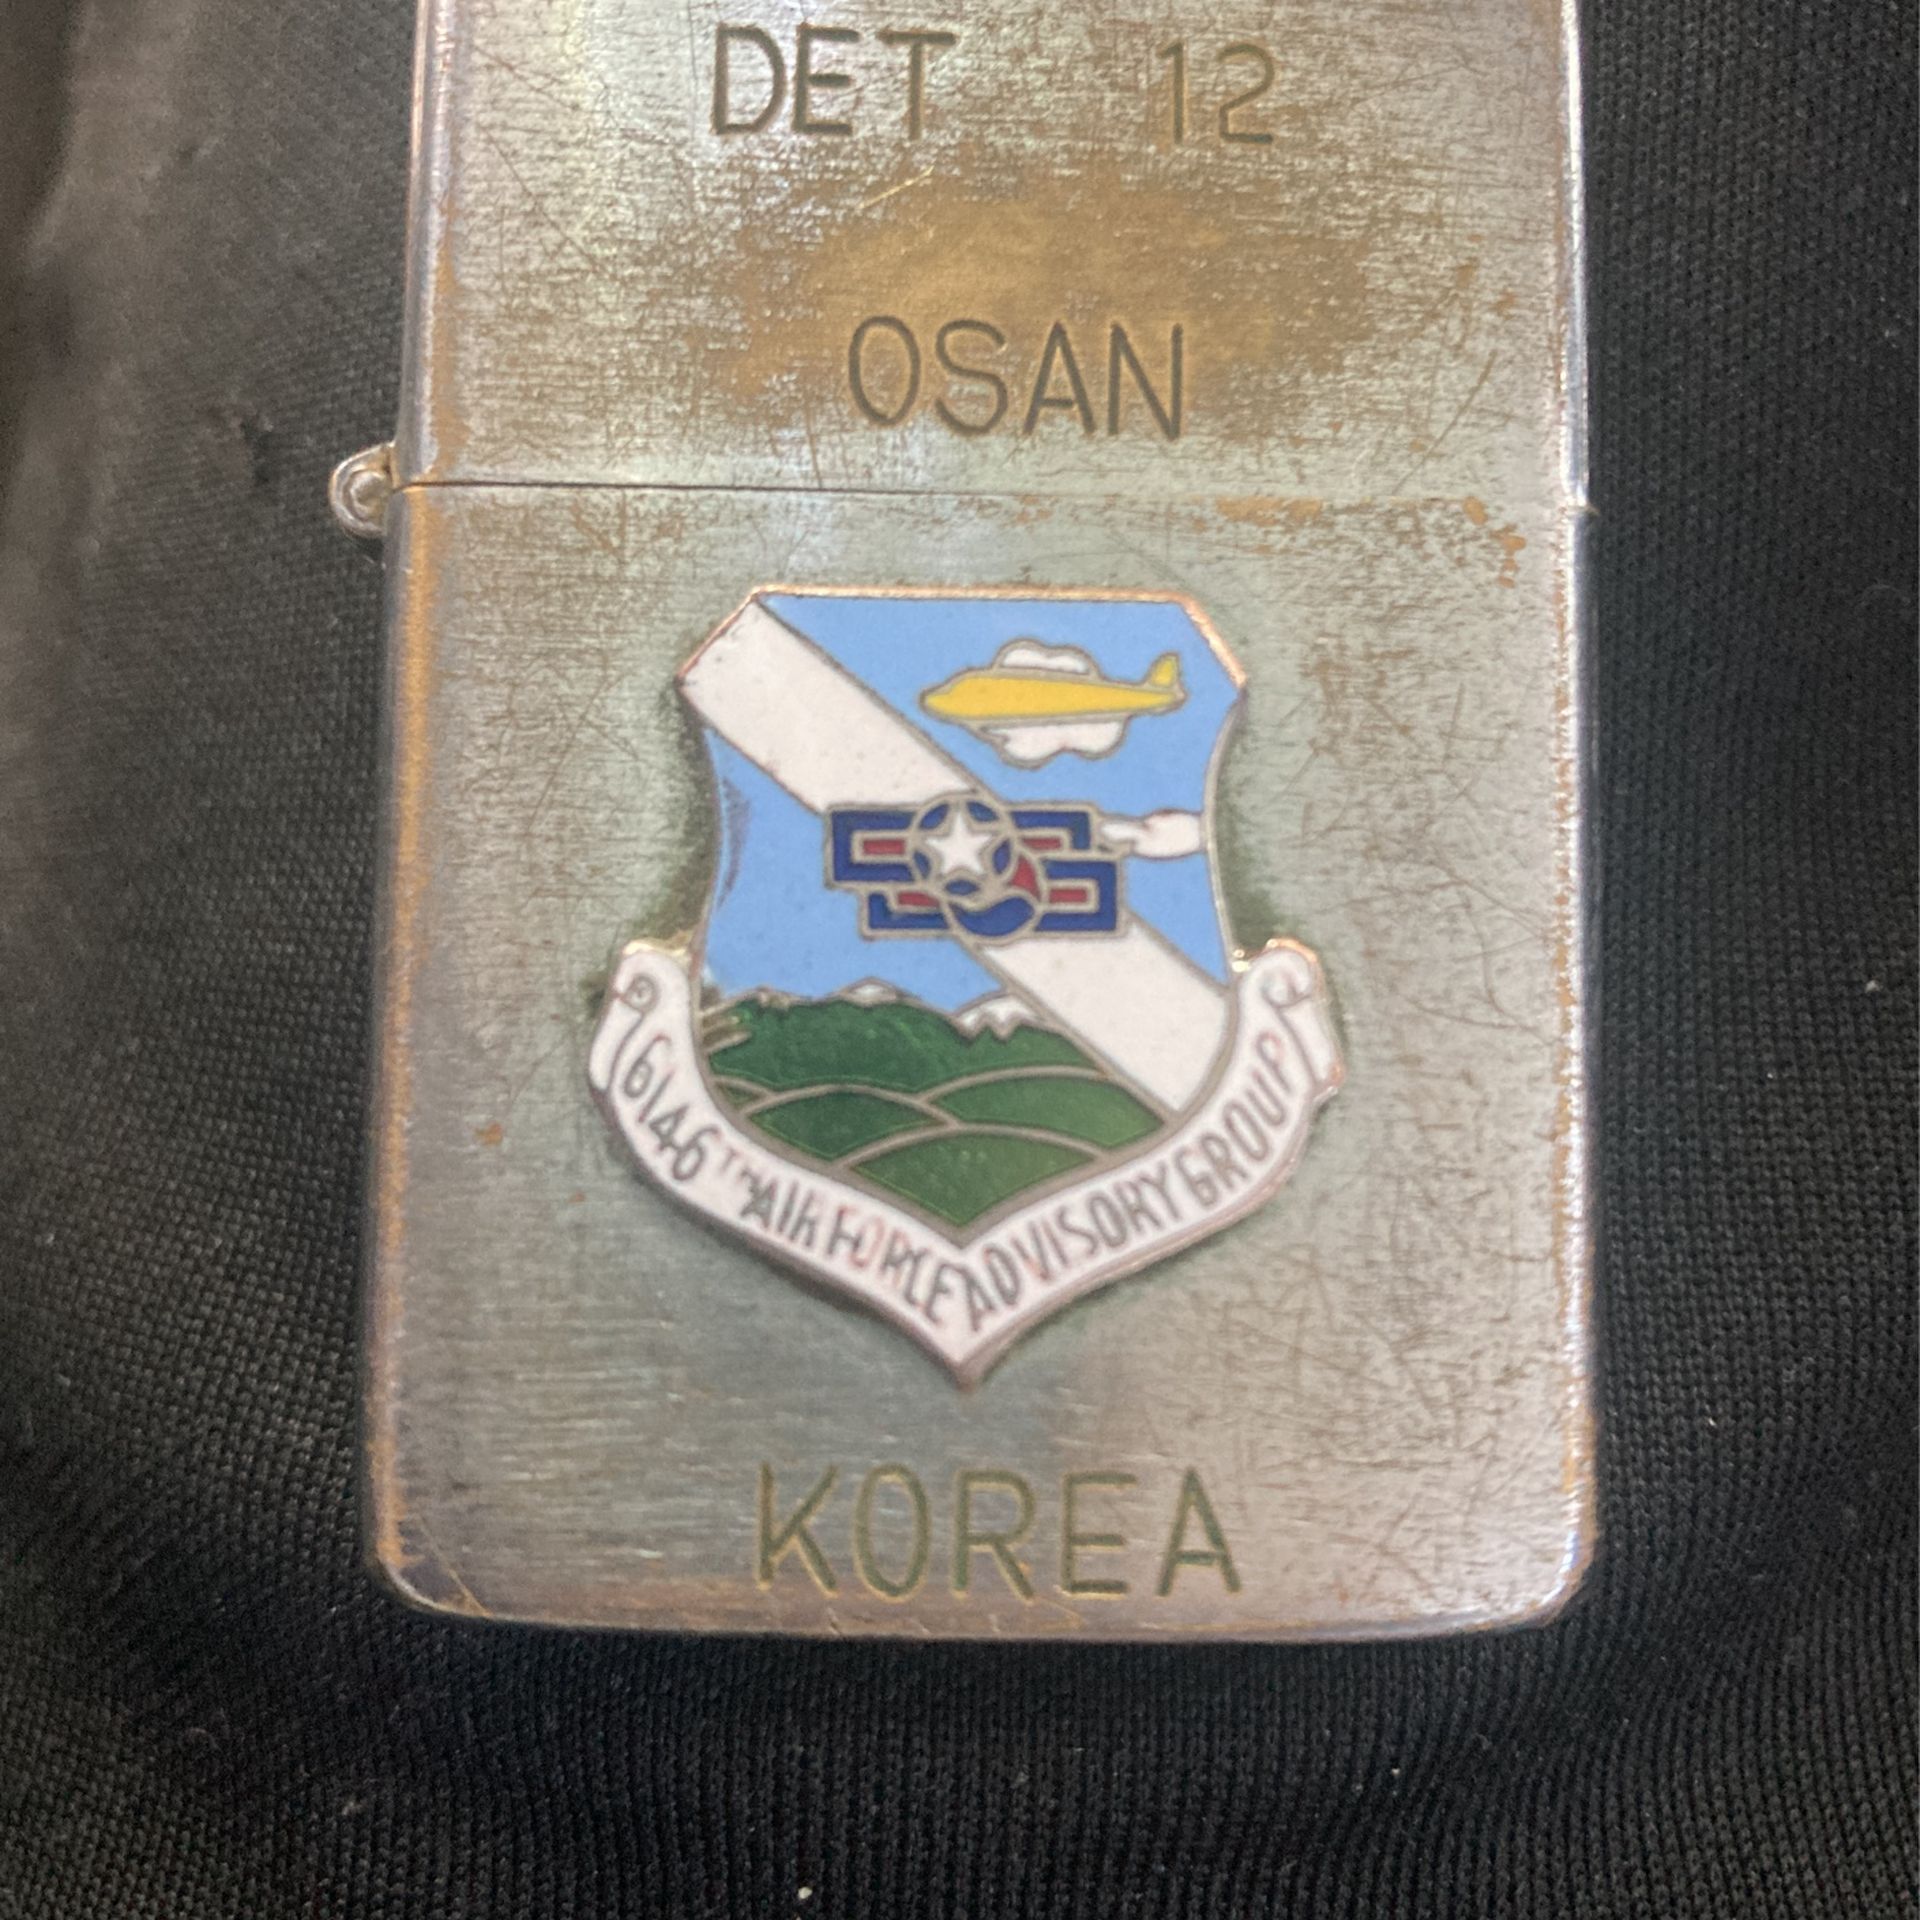 DET 12
OSAN
6146TH AIR FORCE ADVISORY GROUP
KOREA